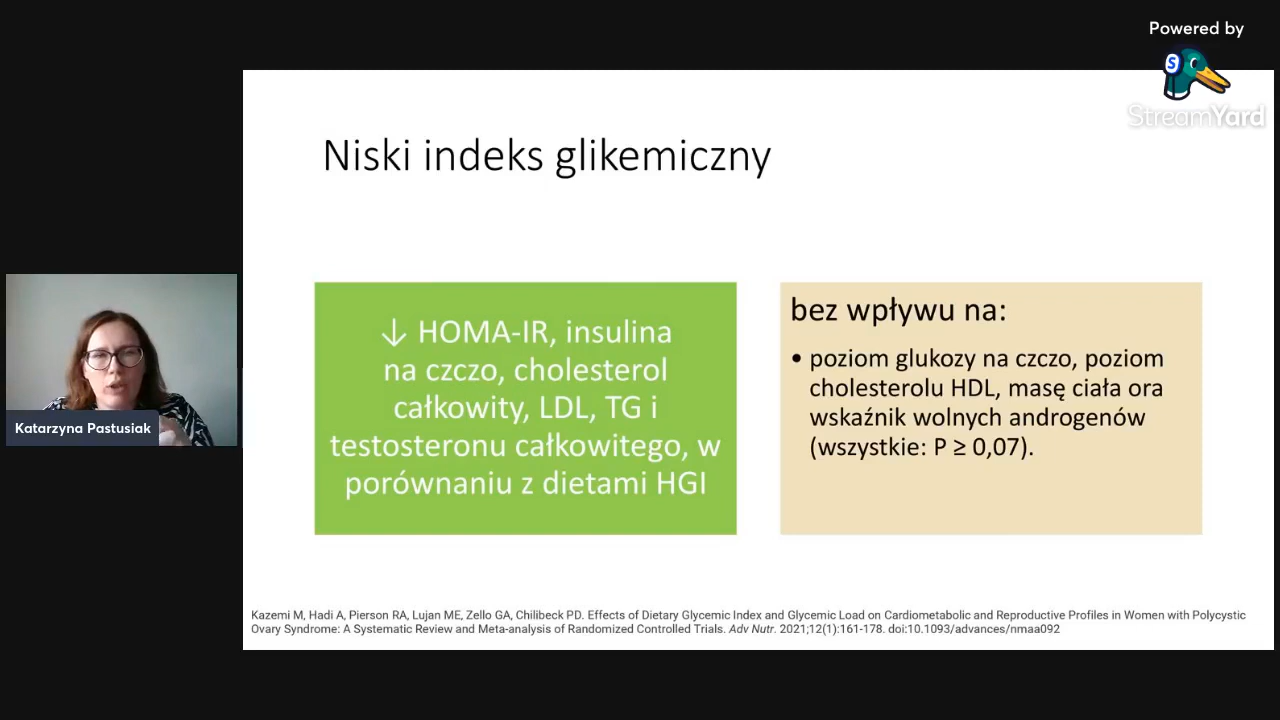 Powered by
StreamYard
Niski indeks glikemiczny
↓ HOMA-IR, insulina
na czczo, cholesterol
całkowity, LDL, TG i
testosteronu całkowitego, w
porównaniu z dietami HGI
bez wpływu na:
• poziom glukozy na czczo, poziom
cholesterolu HDL, masę ciała ora
wskaźnik wolnych androgenów
(wszystkie: P ≥ 0,07).
Katarzyna Pastusiak
Kazemi M, Hadi A, Pierson RA, Lujan ME, Zello GA, Chilibeck PD. Effects of Dietary Glycemic Index and Glycemic Load on Cardiometabolic and Reproductive Profiles in Women with Polycystic
Ovary Syndrome: A Systematic Review and Meta-analysis of Randomized Controlled Trials. Adv Nutr. 2021;12(1):161-178. doi:10.1093/advances/nmaa092